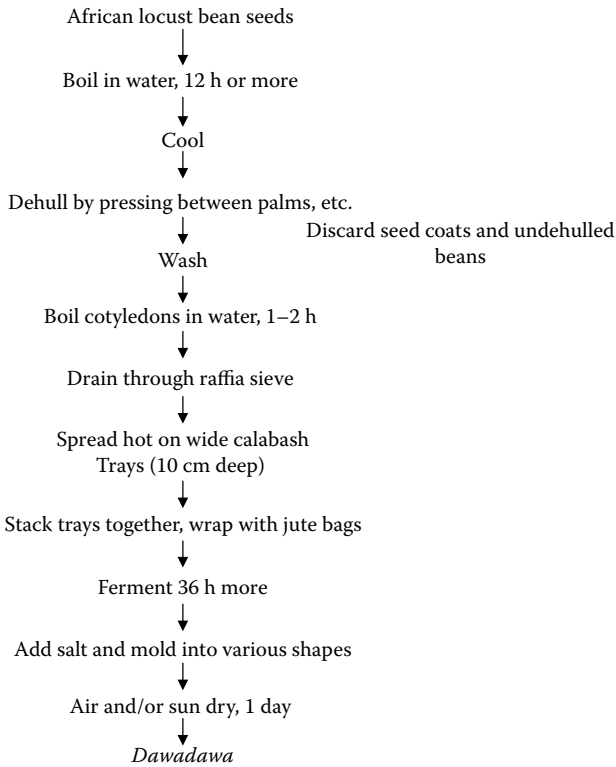 African locust bean seeds
Boil in water, 12 h or more
Cool
Dehull by pressing between palms, etc.
Discard seed coats and undehulled
beans
Wash
Boil cotyledons in water, 1–2 h
Drain through raffia sieve
Spread hot on wide calabash
Trays (10 cm deep)
Stack trays together, wrap with jute bags
Ferment 36 h more
Add salt and mold into various shapes
Air and/or sun dry, 1 day
Dawadawa